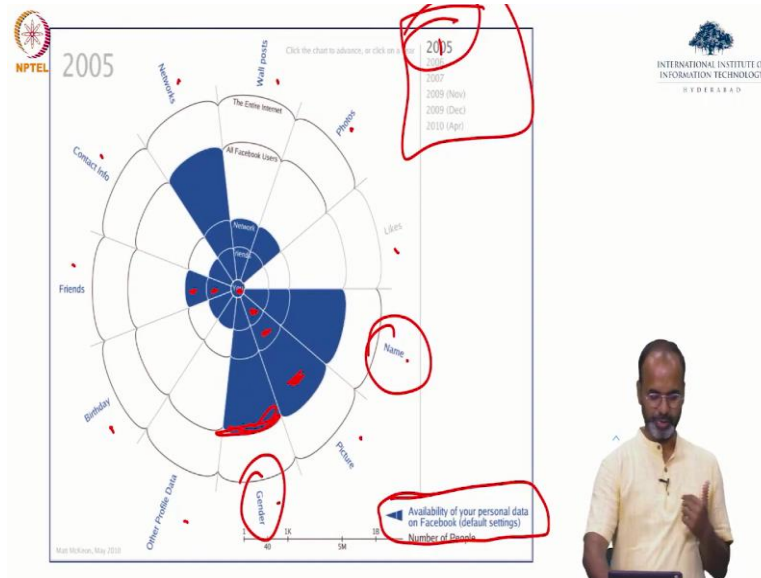 NPTEL
2005
Click the chart to advance, or click on a year
2005
2006
2007
2009 (Nov)
2009 (Dec)
2010 (Apr)
INTERNATIONAL INSTITUTE OF
INFORMATION TECHNOLOGY
HYDERABAD
Networks
Wall posts
Photos
Likes
Name
Picture
Gender
Other Profile Data
Birthday
Friends
Contact Info
The Entire Internet
All Facebook Users
Network
Friends
You
Availability of your personal data
on Facebook (default settings)
Number of People
1 1K 1B
40 5M
Matt McKeon, May 2010